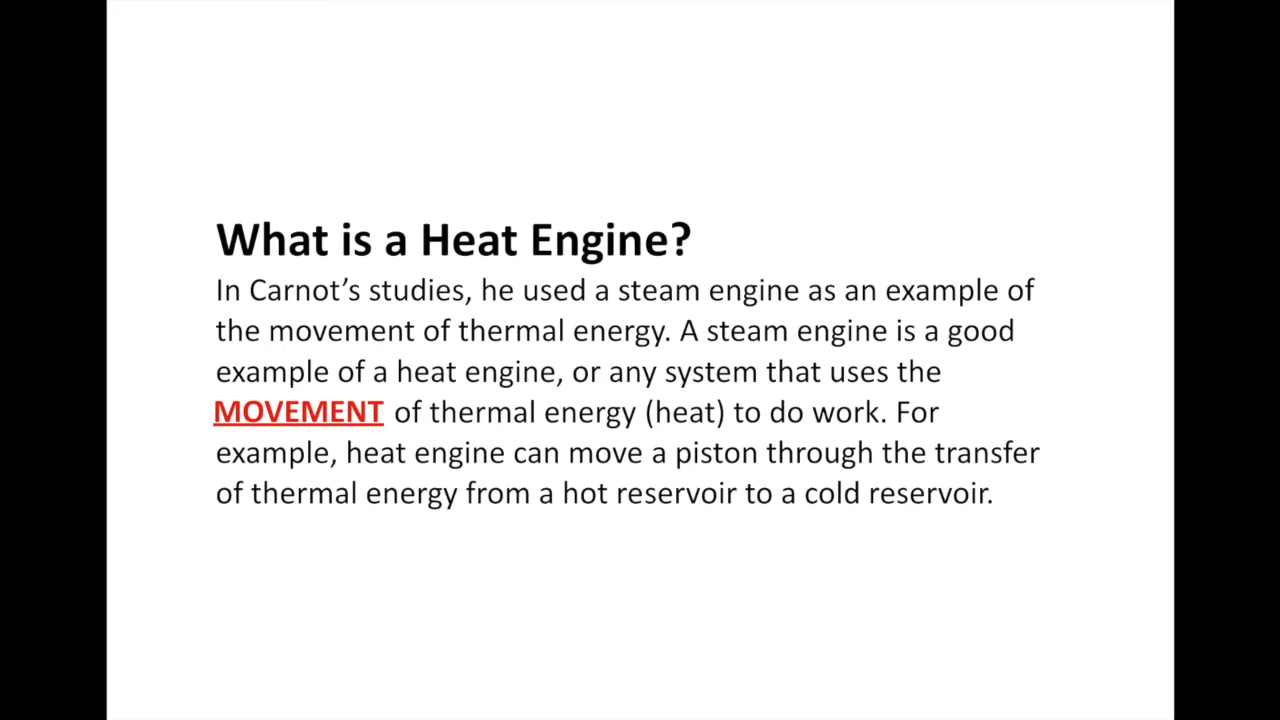 What is a Heat Engine?
In Carnot’s studies, he used a steam engine as an example of
the movement of thermal energy. A steam engine is a good
example of a heat engine, or any system that uses the
MOVEMENT of thermal energy (heat) to do work. For
example, heat engine can move a piston through the transfer
of thermal energy from a hot reservoir to a cold reservoir.